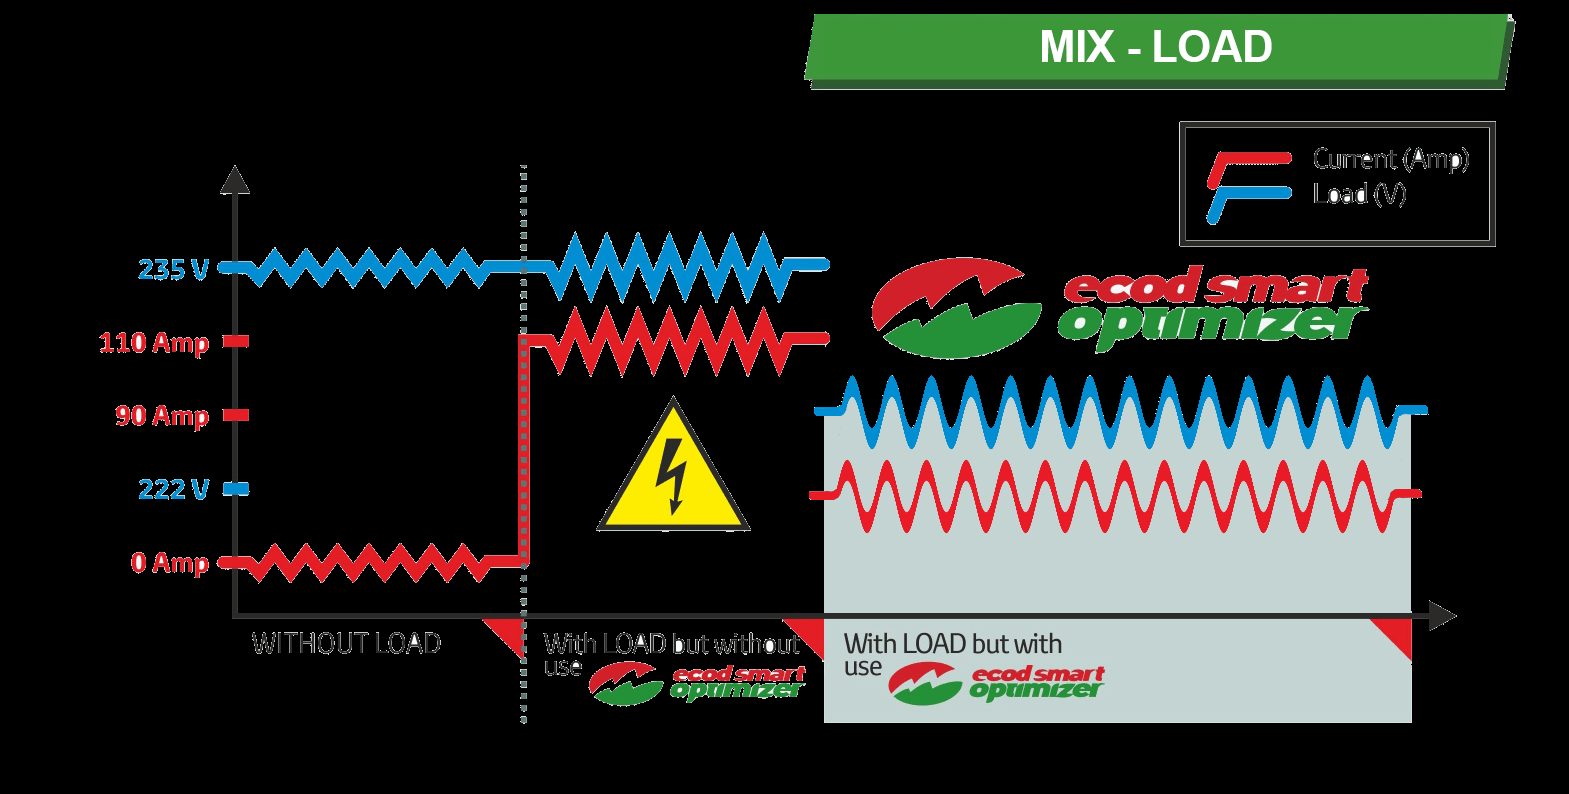 MIX - LOAD
Current (Amp)
Load (V)
235 V
110 Amp
90 Amp
222 V
0 Amp
ecod smart
optimizer
WITHOUT LOAD
With LOAD but without
use ecod smart
optimizer
With LOAD but with
use ecod smart
optimizer